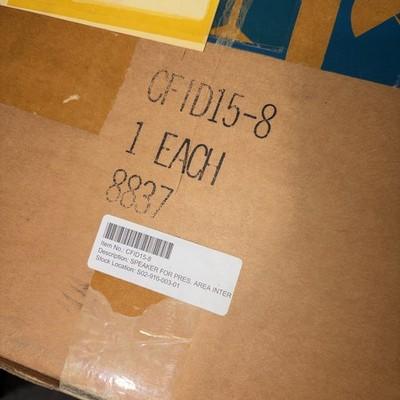 CFID15-8
1 EACH
8837
Item No.: CFID15-8
Description: SPEAKER FOR PRES. AREA INTER
Stock Location: S02-916-003-01